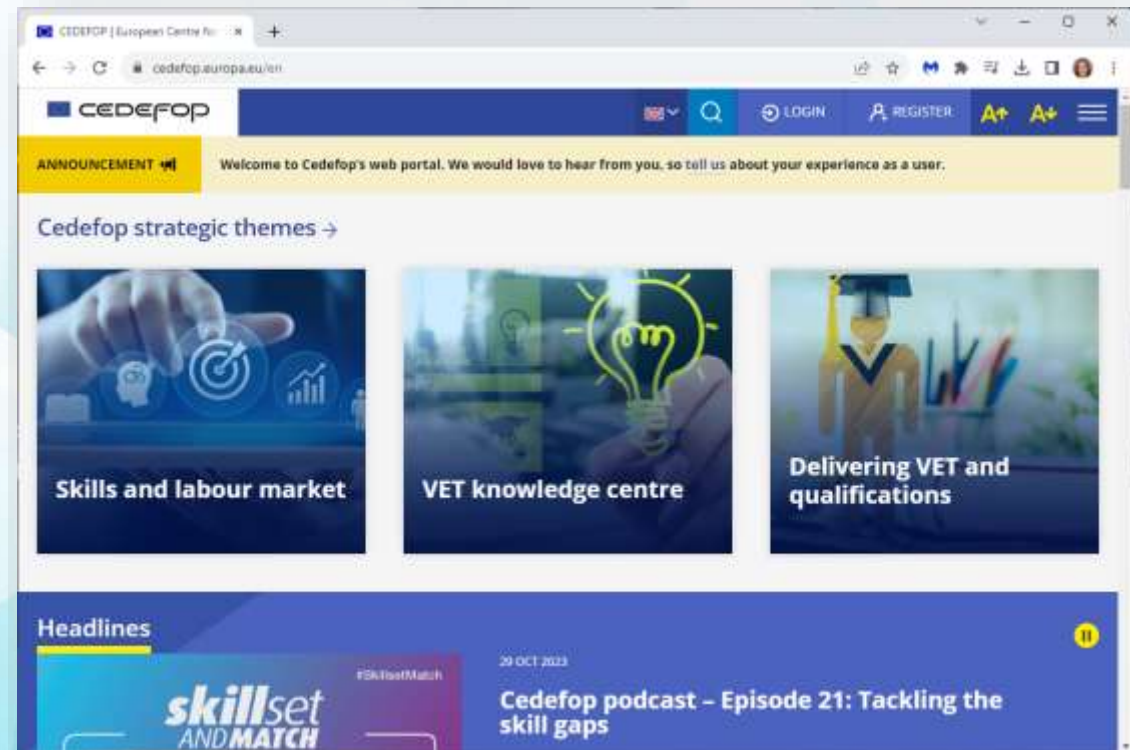 CEDEFOP | European Centre for
cedefop.europa.eu/en
CEDEFOP
LOGIN
REGISTER
A
A
ANNOUNCEMENT
Welcome to Cedefop's web portal. We would love to hear from you, so tell us about your experience as a user.
Cedefop strategic themes →
Skills and labour market
VET knowledge centre
Delivering VET and
qualifications
Headlines
29 OCT 2023
#SkillsetMatch
Cedefop podcast – Episode 21: Tackling the
skill gaps
skillset
AND MATCH